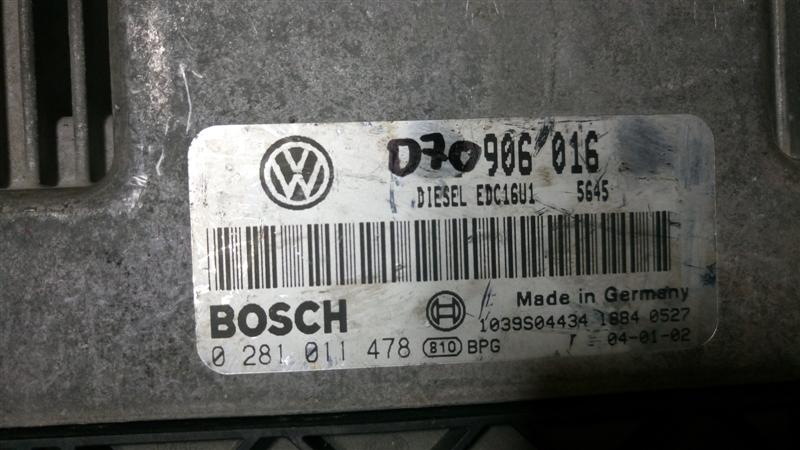 070 906 016
DIESEL EDC16U1 5645
BOSCH
Made in Germany
1039S04434 1884 0527
0 281 011 478 810 BPG
04-01-02